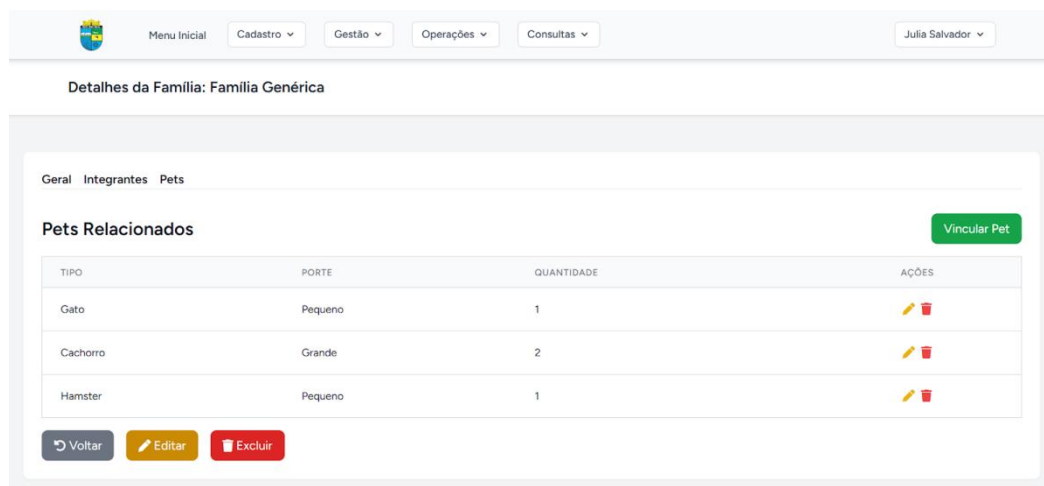 Menu Inicial Cadastro Gestão Operações Consultas Julia Salvador
Detalhes da Família: Família Genérica
Geral Integrantes Pets
Pets Relacionados Vincular Pet
TIPO PORTE QUANTIDADE AÇÕES
Gato Pequeno 1
Cachorro Grande 2
Hamster Pequeno 1
Voltar Editar Excluir